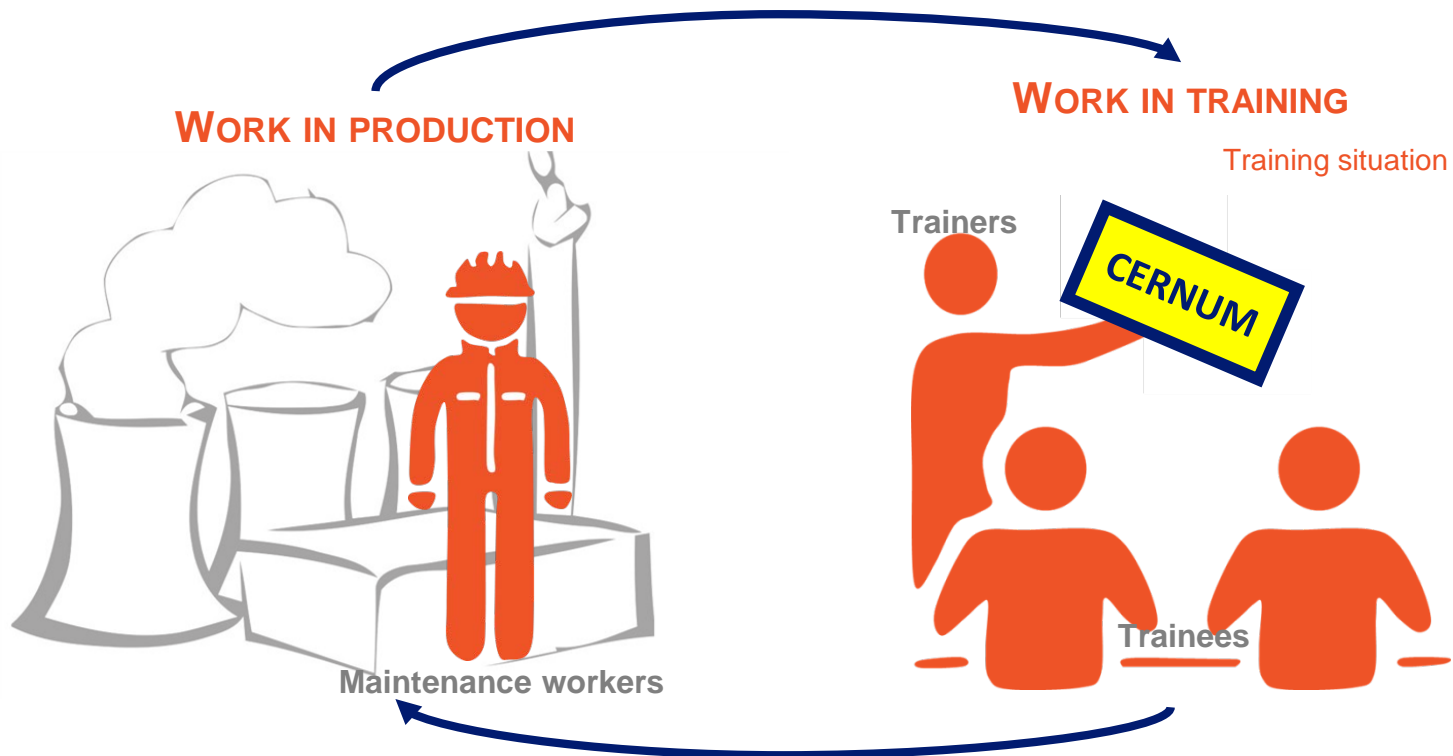 WORK IN PRODUCTION
WORK IN TRAINING
Training situation
Trainers
CERNUM
Trainees
Maintenance workers